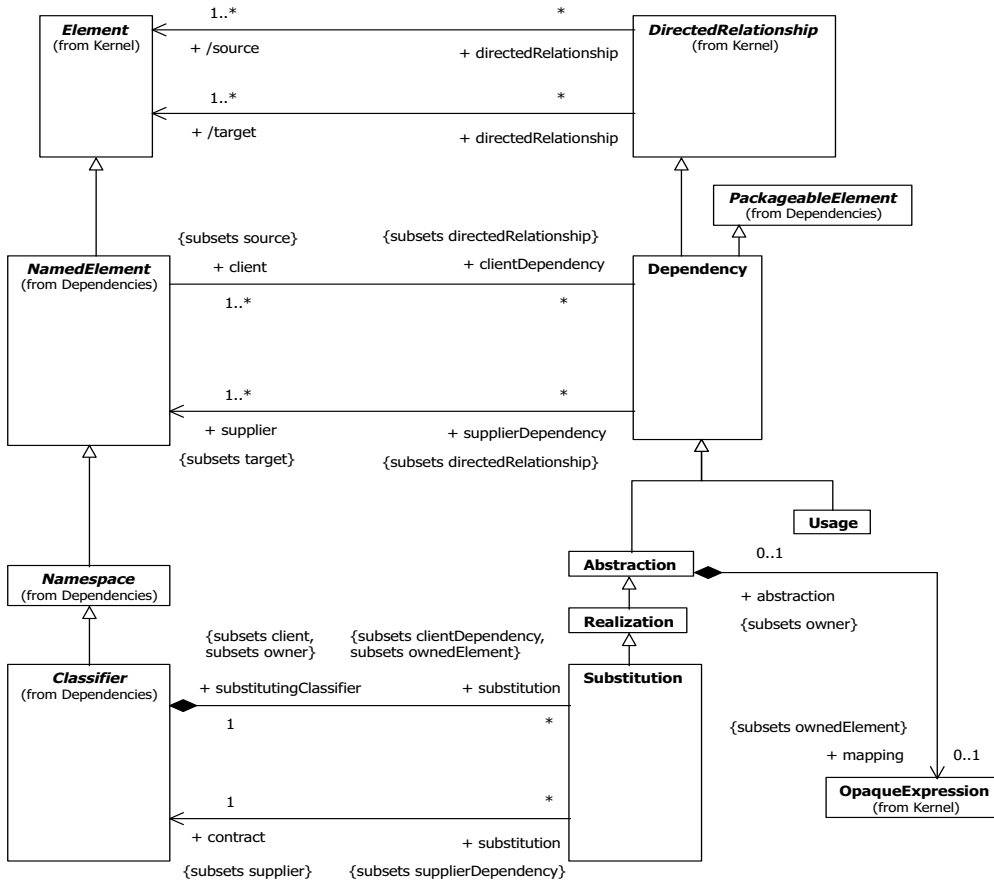 Element
(from Kernel)
1..*
*
+ /source
+ directedRelationship
DirectedRelationship
(from Kernel)
1..*
*
+ /target
+ directedRelationship
PackageableElement
(from Dependencies)
{subsets source}
{subsets directedRelationship}
NamedElement
(from Dependencies)
+ client
+ clientDependency
Dependency
1..*
*
1..*
*
+ supplier
+ supplierDependency
{subsets target}
{subsets directedRelationship}
Usage
Namespace
(from Dependencies)
Abstraction
0..1
+ abstraction
{subsets owner}
Realization
{subsets client,
subsets owner}
{subsets clientDependency,
subsets ownedElement}
Classifier
(from Dependencies)
+ substitutingClassifier
+ substitution
Substitution
1
*
{subsets ownedElement}
+ mapping
0..1
OpaqueExpression
(from Kernel)
1
*
+ contract
+ substitution
{subsets supplier}
{subsets supplierDependency}